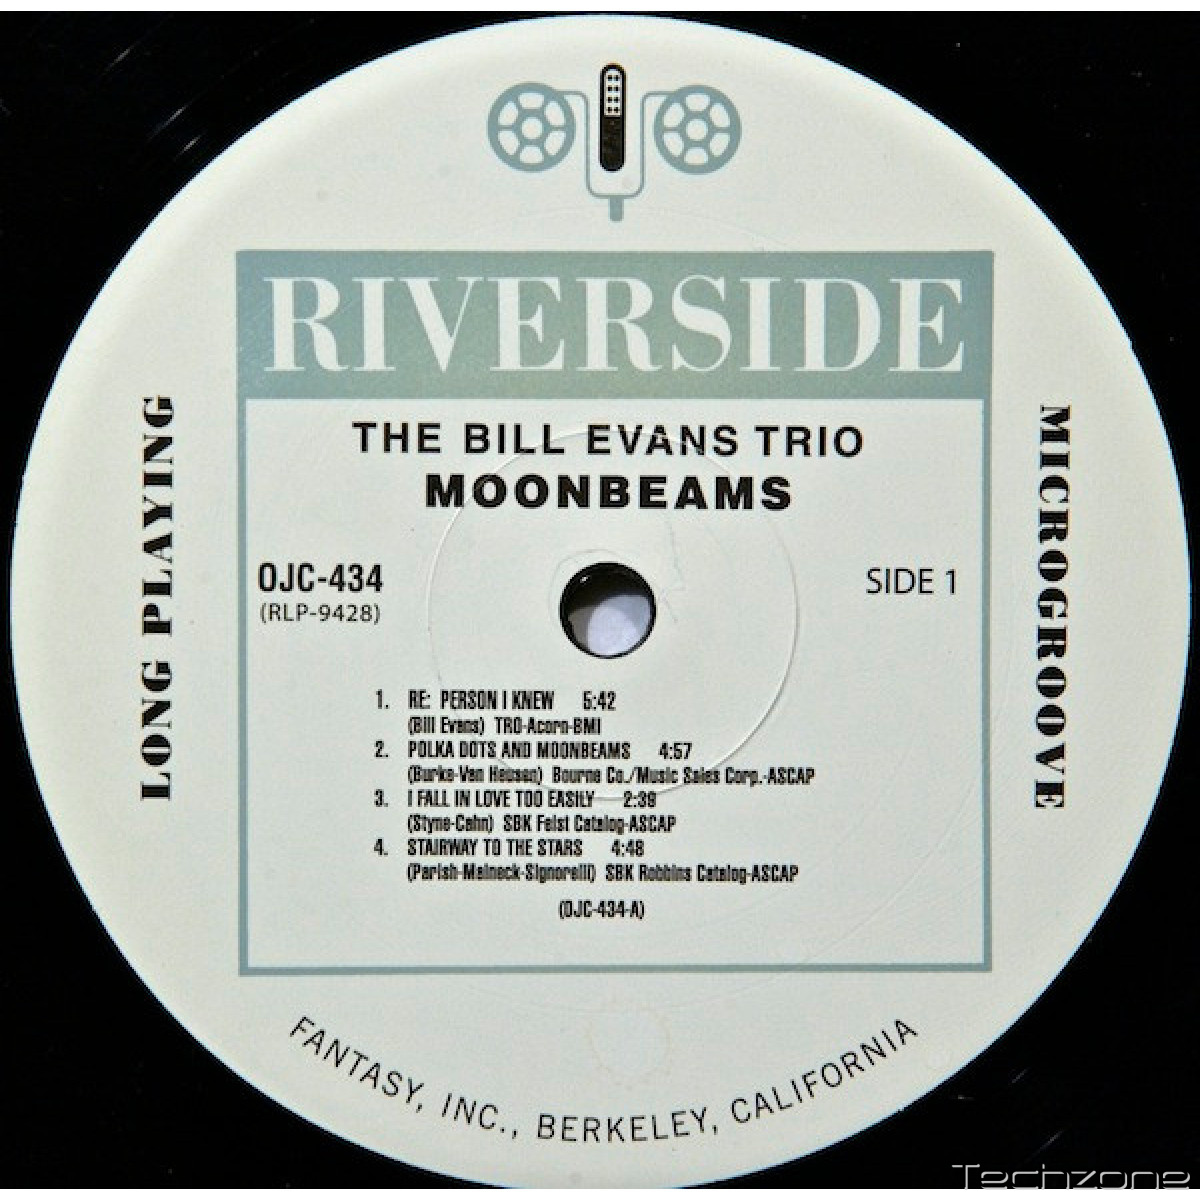 RIVERSIDE
THE BILL EVANS TRIO
MOONBEAMS
LONG PLAYING
MICROGROOVE
OJC-434
(RLP-9428)
SIDE 1
1. RE: PERSON I KNEW 5:42
(Bill Evans) TRO-Acorn-BMI
2. POLKA DOTS AND MOONBEAMS 4:57
(Burke-Van Heusen) Bourne Co./Music Sales Corp.-ASCAP
3. I FALL IN LOVE TOO EASILY 2:39
(Styne-Cahn) SBK Feist Catalog-ASCAP
4. STAIRWAY TO THE STARS 4:48
(Parish-Malneck-Signorelli) SBK Robbins Catalog-ASCAP
(OJC-434-A)
FANTASY, INC., BERKELEY, CALIFORNIA
Techzone